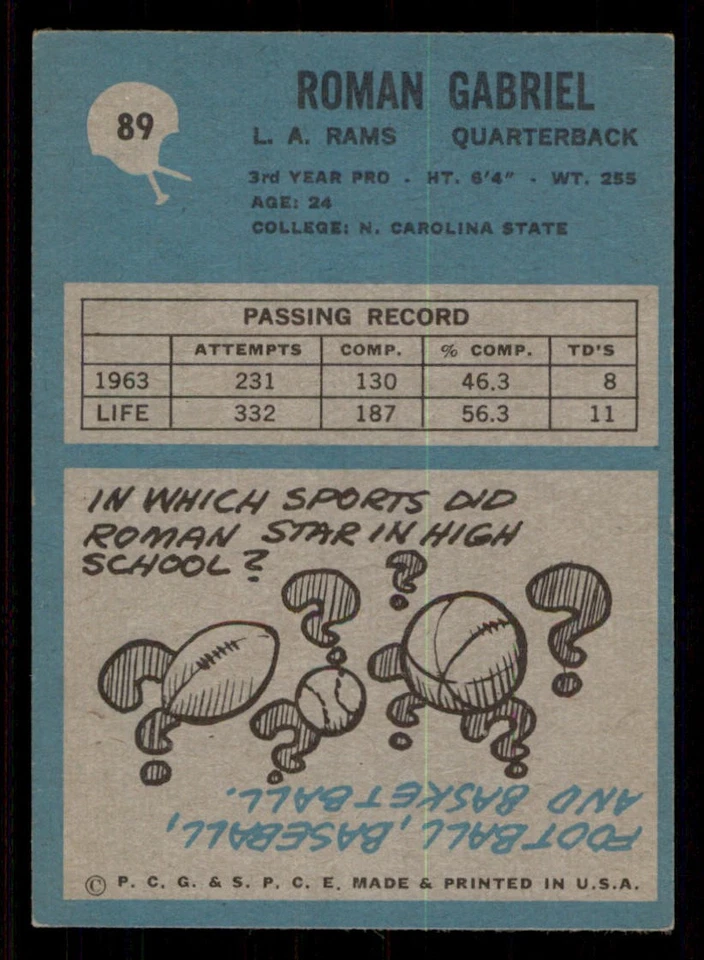 89
ROMAN GABRIEL
L. A. RAMS QUARTERBACK
3rd YEAR PRO - HT. 6'4" - WT. 255
AGE: 24
COLLEGE: N. CAROLINA STATE
PASSING RECORD
ATTEMPTS COMP. % COMP. TD'S
1963 231 130 46.3 8
LIFE 332 187 56.3 11
IN WHICH SPORTS DID
ROMAN STAR IN HIGH
SCHOOL?
FOOTBALL, BASEBALL,
AND BASKETBALL.
© P. C. G. & S. P. C. E. MADE & PRINTED IN U.S.A.